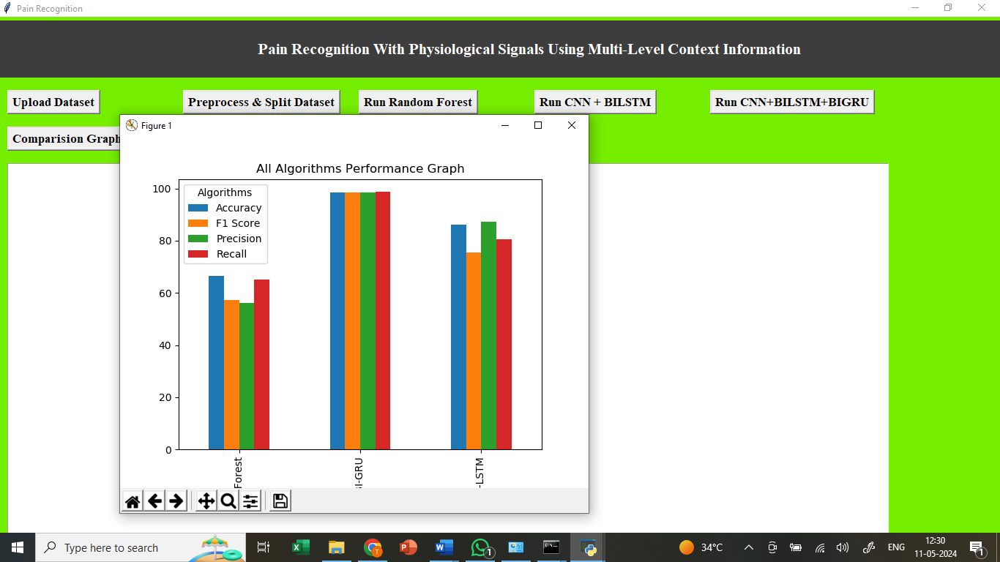 Pain Recognition
Pain Recognition With Physiological Signals Using Multi-Level Context Information
Upload Dataset
Preprocess & Split Dataset
Run Random Forest
Run CNN + BILSTM
Run CNN+BILSTM+BIGRU
Comparision Graph
Figure 1
All Algorithms Performance Graph
Algorithms
Accuracy
F1 Score
Precision
Recall
100
80
60
40
20
0
Forest
BI-GRU
-LSTM
Type here to search
1
34°C
ENG
12:30
11-05-2024
1